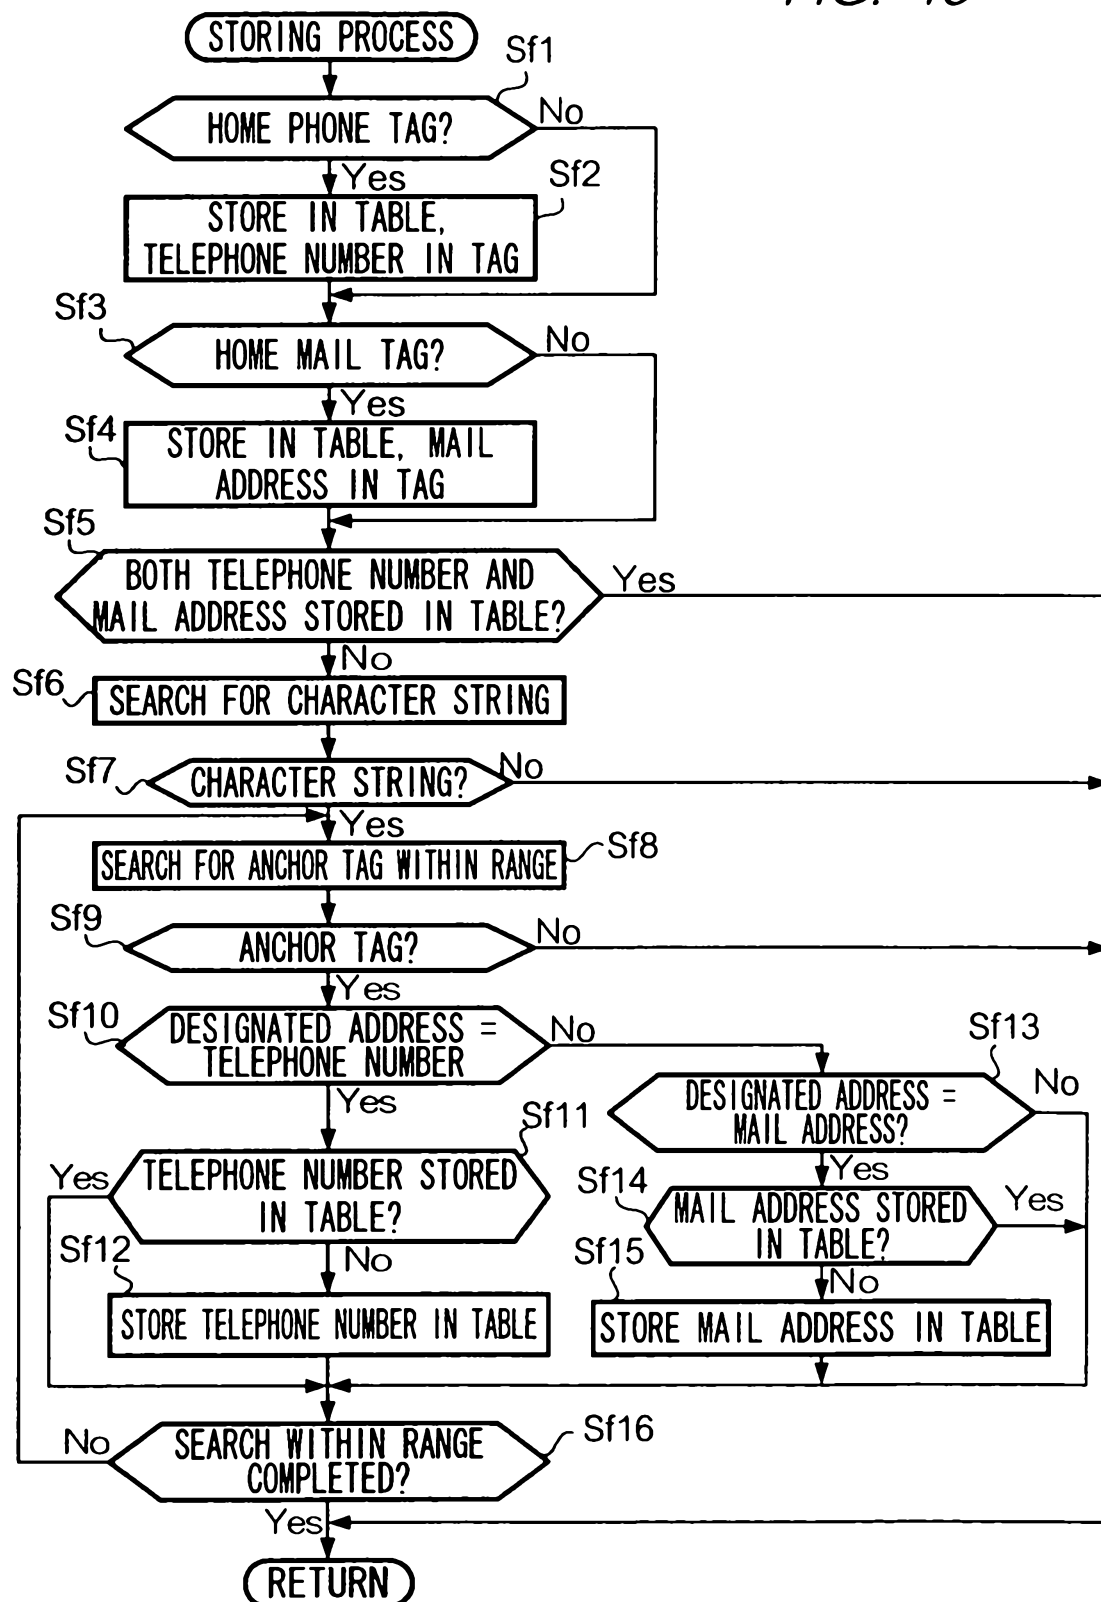 STORING PROCESS
Sf1
HOME PHONE TAG?
No
Yes
Sf2
STORE IN TABLE,
TELEPHONE NUMBER IN TAG
Sf3
HOME MAIL TAG?
No
Yes
Sf4
STORE IN TABLE, MAIL
ADDRESS IN TAG
Sf5
BOTH TELEPHONE NUMBER AND
MAIL ADDRESS STORED IN TABLE?
Yes
No
Sf6
SEARCH FOR CHARACTER STRING
Sf7
CHARACTER STRING?
No
Yes
SEARCH FOR ANCHOR TAG WITHIN RANGE
Sf8
Sf9
ANCHOR TAG?
No
Yes
Sf10
DESIGNATED ADDRESS =
TELEPHONE NUMBER
No
Yes
Sf13
DESIGNATED ADDRESS =
MAIL ADDRESS?
No
Yes
Sf11
TELEPHONE NUMBER STORED
IN TABLE?
Yes
No
Sf14
MAIL ADDRESS STORED
IN TABLE?
Yes
No
Sf12
STORE TELEPHONE NUMBER IN TABLE
Sf15
STORE MAIL ADDRESS IN TABLE
Sf16
SEARCH WITHIN RANGE
COMPLETED?
No
Yes
RETURN